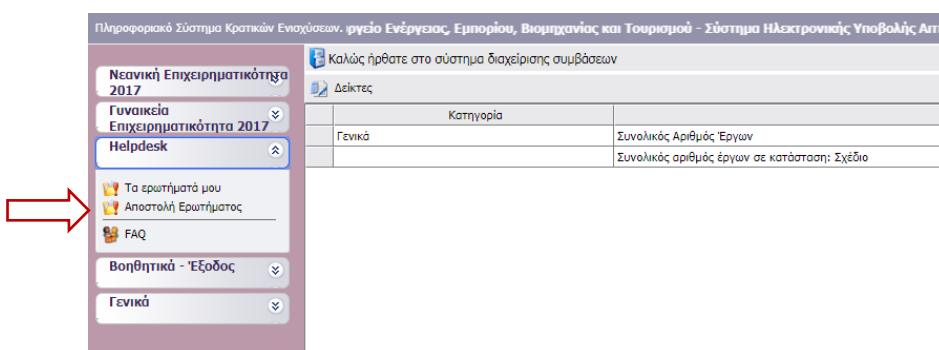 Πληροφοριακό Σύστημα Κρατικών Ενισχύσεων. ιργείο Ενέργειας, Εμπορίου, Βιομηχανίας και Τουρισμού - Σύστημα Ηλεκτρονικής Υποβολής
Καλώς ήρθατε στο σύστημα διαχείρισης συμβάσεων
Νεανική Επιχειρηματικότητα
2017
Δείκτες
Γυναικεία
Επιχειρηματικότητα 2017
Κατηγορία
Γενικά
Συνολικός Αριθμός Έργων
Συνολικός αριθμός έργων σε κατάσταση: Σχέδιο
Helpdesk
Τα ερωτήματά μου
Αποστολή Ερωτήματος
FAQ
Βοηθητικά - Έξοδος
Γενικά